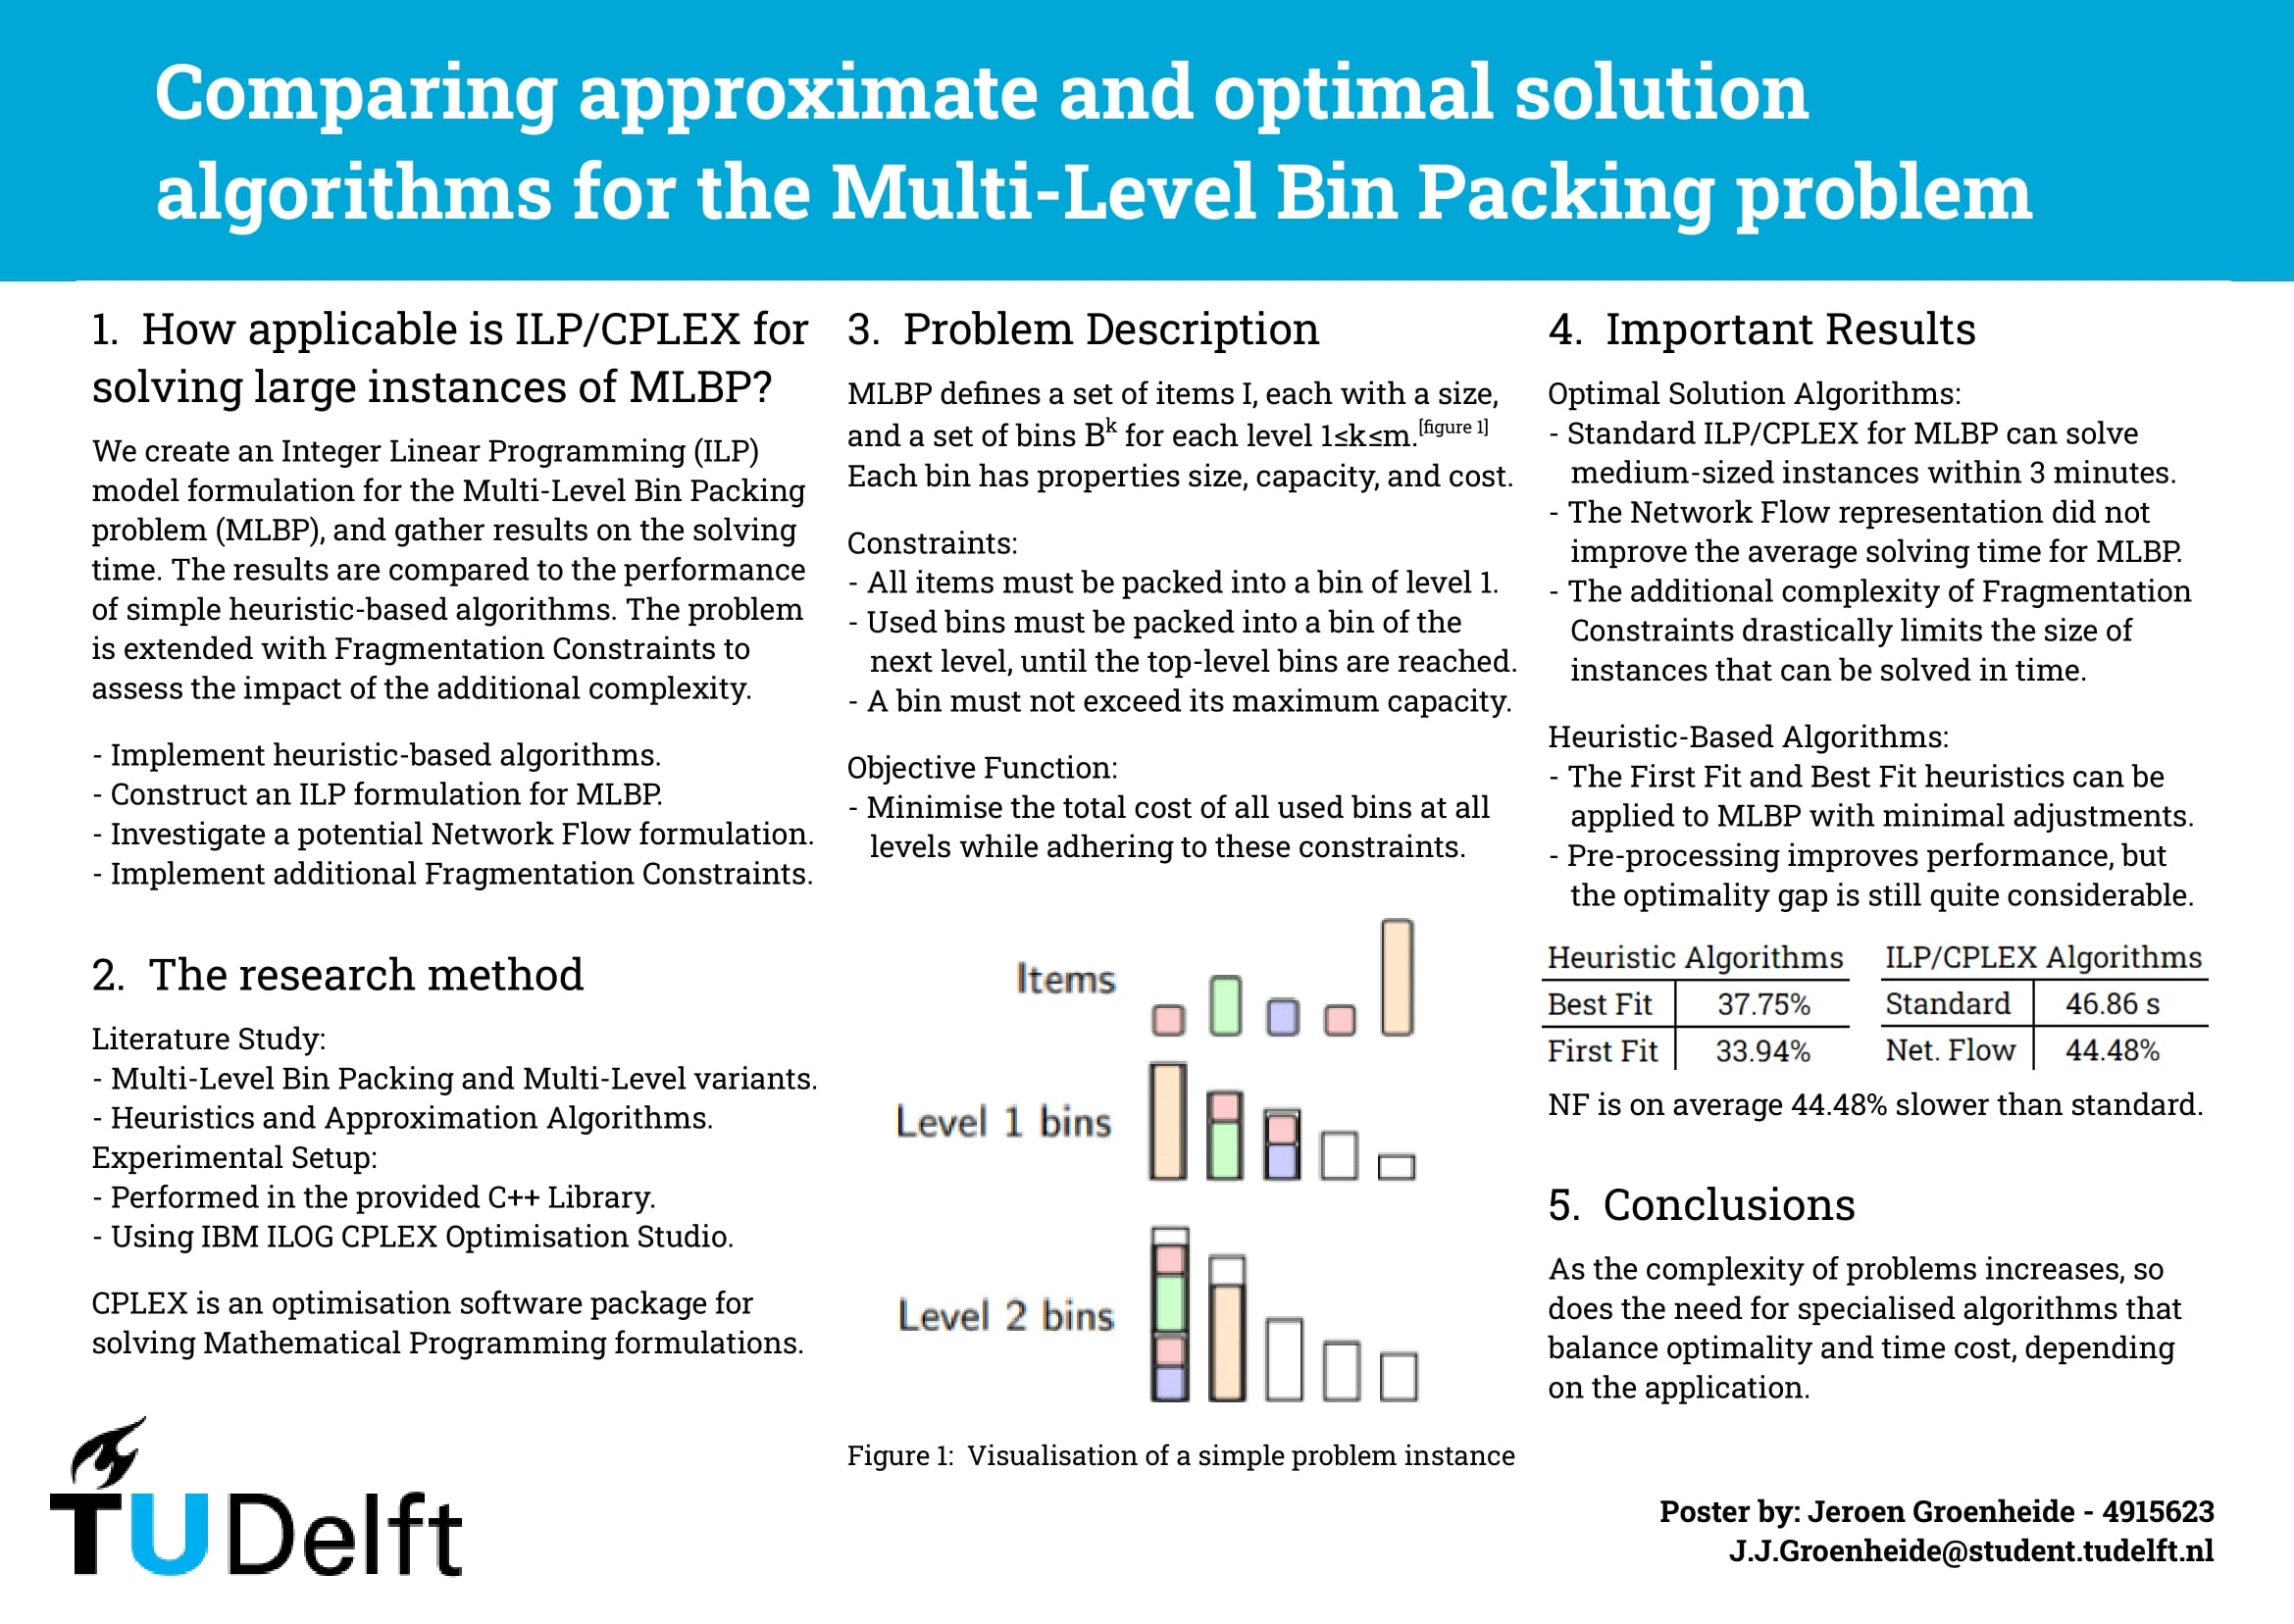 Comparing approximate and optimal solution
algorithms for the Multi-Level Bin Packing problem
1. How applicable is ILP/CPLEX for
solving large instances of MLBP?
We create an Integer Linear Programming (ILP)
model formulation for the Multi-Level Bin Packing
problem (MLBP), and gather results on the solving
time. The results are compared to the performance
of simple heuristic-based algorithms. The problem
is extended with Fragmentation Constraints to
assess the impact of the additional complexity.
- Implement heuristic-based algorithms.
- Construct an ILP formulation for MLBP.
- Investigate a potential Network Flow formulation.
- Implement additional Fragmentation Constraints.
2. The research method
Literature Study:
- Multi-Level Bin Packing and Multi-Level variants.
- Heuristics and Approximation Algorithms.
Experimental Setup:
- Performed in the provided C++ Library.
- Using IBM ILOG CPLEX Optimisation Studio.
CPLEX is an optimisation software package for
solving Mathematical Programming formulations.
TUDelft
3. Problem Description
MLBP defines a set of items I, each with a size,
and a set of bins B^k for each level 1≤k≤m.[figure 1]
Each bin has properties size, capacity, and cost.
Constraints:
- All items must be packed into a bin of level 1.
- Used bins must be packed into a bin of the
next level, until the top-level bins are reached.
- A bin must not exceed its maximum capacity.
Objective Function:
- Minimise the total cost of all used bins at all
levels while adhering to these constraints.
Items
Level 1 bins
Level 2 bins
Figure 1: Visualisation of a simple problem instance
4. Important Results
Optimal Solution Algorithms:
- Standard ILP/CPLEX for MLBP can solve
medium-sized instances within 3 minutes.
- The Network Flow representation did not
improve the average solving time for MLBP.
- The additional complexity of Fragmentation
Constraints drastically limits the size of
instances that can be solved in time.
Heuristic-Based Algorithms:
- The First Fit and Best Fit heuristics can be
applied to MLBP with minimal adjustments.
- Pre-processing improves performance, but
the optimality gap is still quite considerable.
Heuristic Algorithms
Best Fit 37.75%
First Fit 33.94%
ILP/CPLEX Algorithms
Standard 46.86 s
Net. Flow 44.48%
NF is on average 44.48% slower than standard.
5. Conclusions
As the complexity of problems increases, so
does the need for specialised algorithms that
balance optimality and time cost, depending
on the application.
Poster by: Jeroen Groenheide - 4915623
J.J.Groenheide@student.tudelft.nl